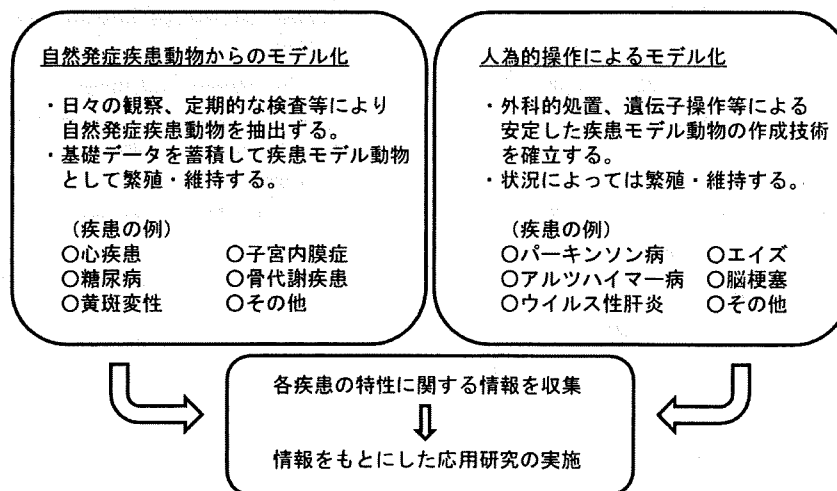 自然発症疾患動物からのモデル化
・日々の観察、定期的な検査等により
自然発症疾患動物を抽出する。
・基礎データを蓄積して疾患モデル動物
として繁殖・維持する。
（疾患の例）
○心疾患 ○子宮内膜症
○糖尿病 ○骨代謝疾患
○黄斑変性 ○その他
人為的操作によるモデル化
・外科的処置、遺伝子操作等による
安定した疾患モデル動物の作成技術
を確立する。
・状況によっては繁殖・維持する。
（疾患の例）
○パーキンソン病 ○エイズ
○アルツハイマー病 ○脳梗塞
○ウイルス性肝炎 ○その他
各疾患の特性に関する情報を収集
情報をもとにした応用研究の実施